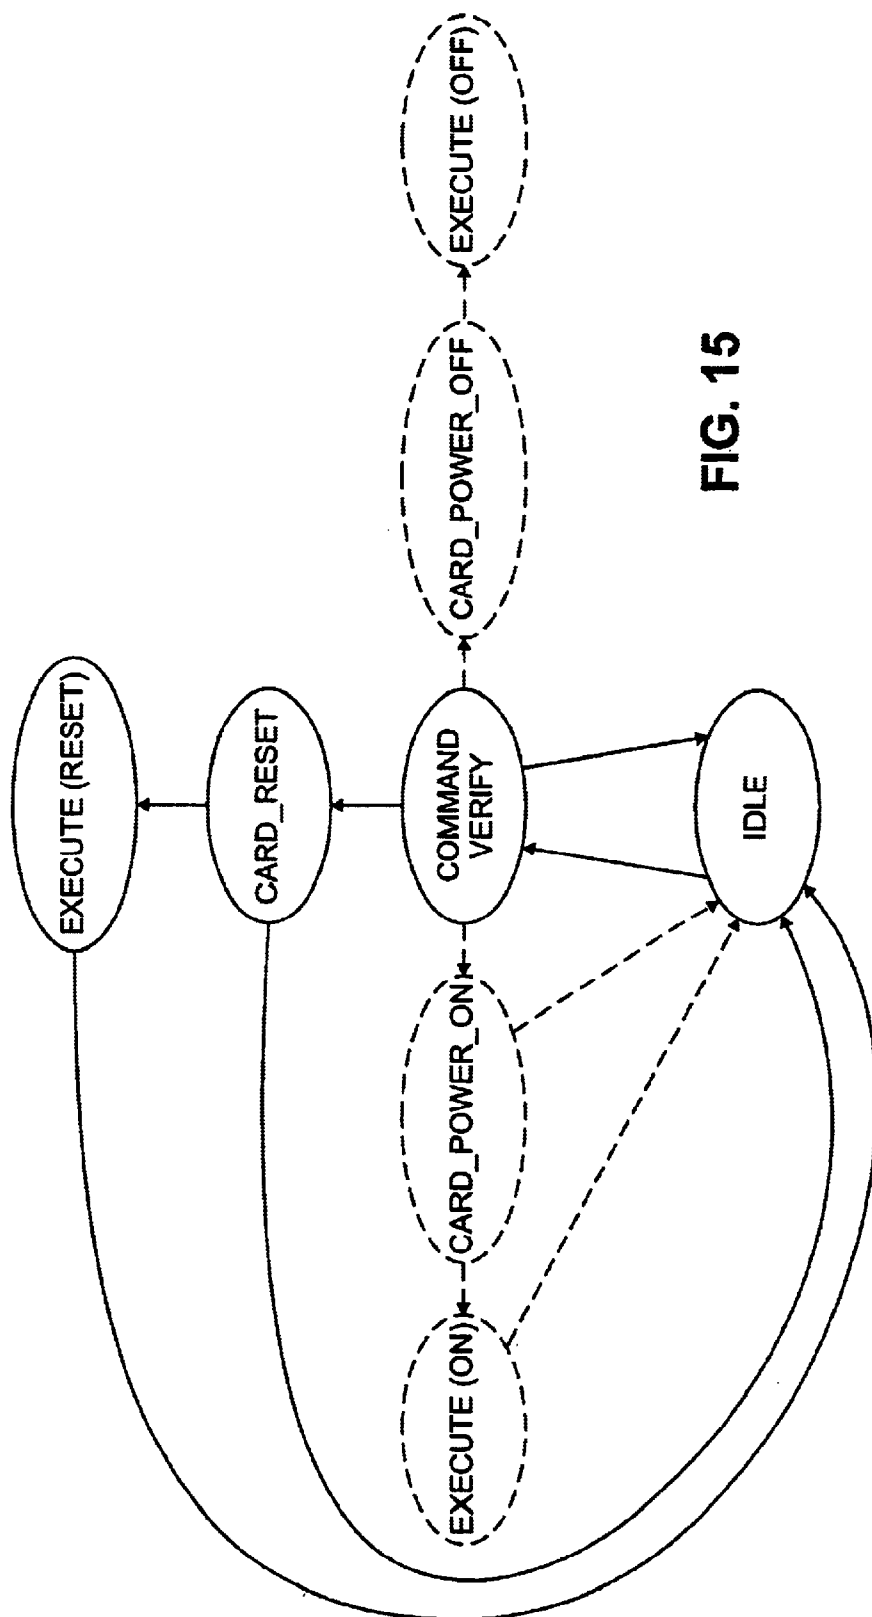 EXECUTE (RESET)
CARD_RESET
EXECUTE (ON)
CARD_POWER_ON
COMMAND
VERIFY
CARD_POWER_OFF
EXECUTE (OFF)
IDLE
FIG. 15